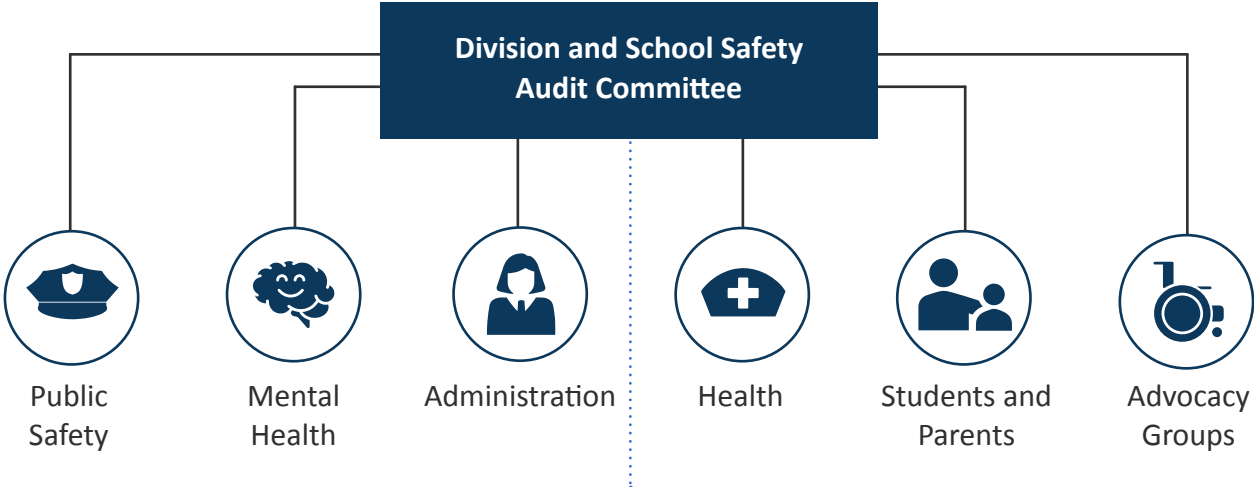 Division and School Safety
Audit Committee
Public
Safety
Mental
Health
Administration
Health
Students and
Parents
Advocacy
Groups